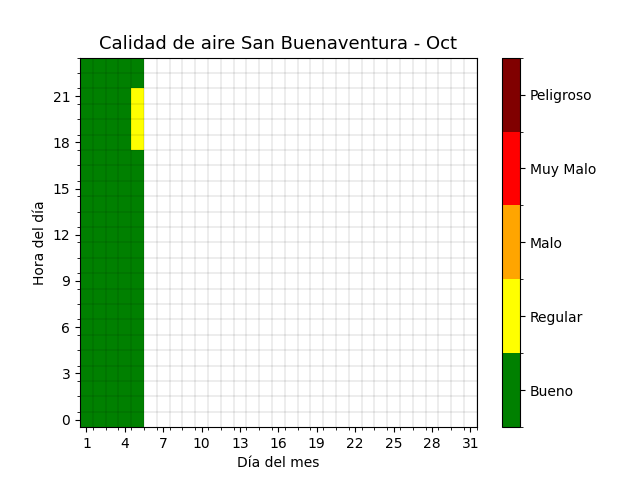 Calidad de aire San Buenaventura - Oct
Hora del día
21
18
15
12
9
6
3
0
1 4 7 10 13 16 19 22 25 28 31
Día del mes
Peligroso
Muy Malo
Malo
Regular
Bueno